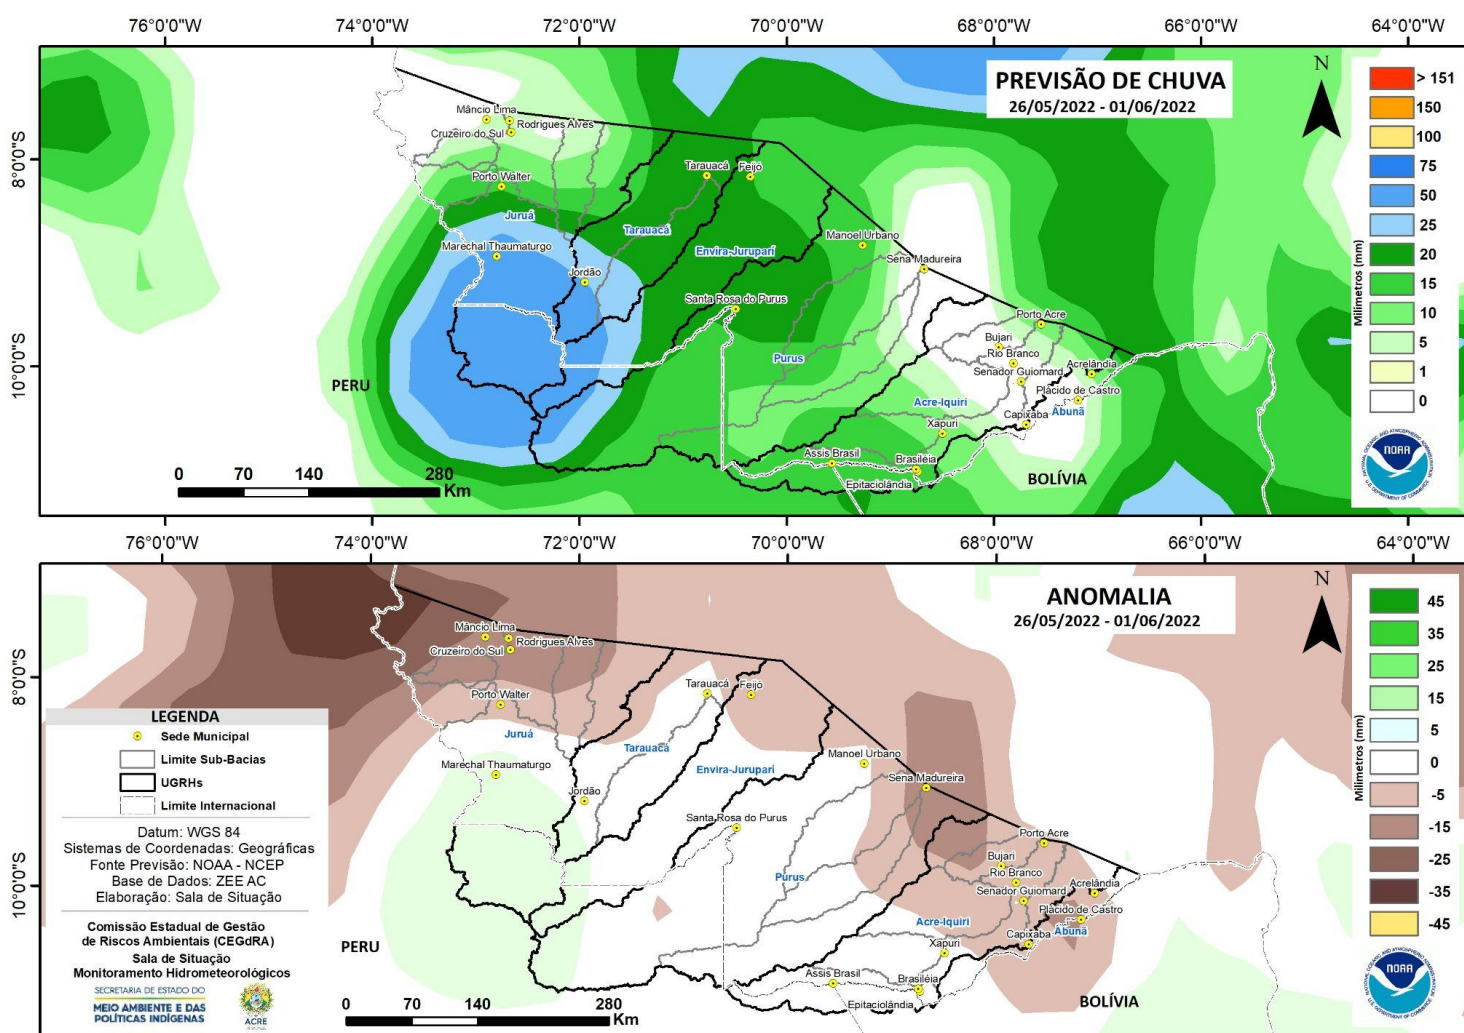 76°0'0"W 74°0'0"W 72°0'0"W 70°0'0"W 68°0'0"W 66°0'0"W 64°0'0"W
PREVISÃO DE CHUVA
26/05/2022 - 01/06/2022
N
> 151
150
100
75
50
25
20
15
10
5
1
0
Milímetros (mm)
8°0'0"S
10°0'0"S
Mâncio Lima
Rodrigues Alves
Cruzeiro do Sul
Porto Walter
Tarauacá
Feijó
Juruá
Tarauacá
Manoel Urbano
Marechal Thaumaturgo
Envira-Jurupari
Sena Madureira
Jordão
Santa Rosa do Purus
Porto Acre
Bujari
Rio Branco
Purus
Senador Guiomard
Acrelândia
PERU
Plácido de Castro
Acre-Iquiri
Abunã
Capixaba
Xapuri
Assis Brasil
Brasiléia
Epitaciolândia
BOLÍVIA
0 70 140 280
Km
NOAA
76°0'0"W 74°0'0"W 72°0'0"W 70°0'0"W 68°0'0"W 66°0'0"W 64°0'0"W
ANOMALIA
26/05/2022 - 01/06/2022
N
45
35
25
15
5
0
-5
-15
-25
-35
-45
Milímetros (mm)
8°0'0"S
10°0'0"S
Mâncio Lima
Rodrigues Alves
Cruzeiro do Sul
Porto Walter
Tarauacá
Feijó
Juruá
Tarauacá
Manoel Urbano
Marechal Thaumaturgo
Envira-Jurupari
Sena Madureira
Jordão
Santa Rosa do Purus
Porto Acre
Bujari
Rio Branco
Purus
Senador Guiomard
Acrelândia
Plácido de Castro
Acre-Iquiri
Abunã
Capixaba
PERU
Xapuri
Assis Brasil
Brasiléia
Epitaciolândia
BOLÍVIA
0 70 140 280
Km
NOAA
LEGENDA
Sede Municipal
Limite Sub-Bacias
UGRHs
Limite Internacional
Datum: WGS 84
Sistemas de Coordenadas: Geográficas
Fonte Previsão: NOAA - NCEP
Base de Dados: ZEE AC
Elaboração: Sala de Situação
Comissão Estadual de Gestão
de Riscos Ambientais (CEGdRA)
Sala de Situação
Monitoramento Hidrometeorológicos
SECRETARIA DE ESTADO DO
MEIO AMBIENTE E DAS
POLÍTICAS INDÍGENAS
ACRE